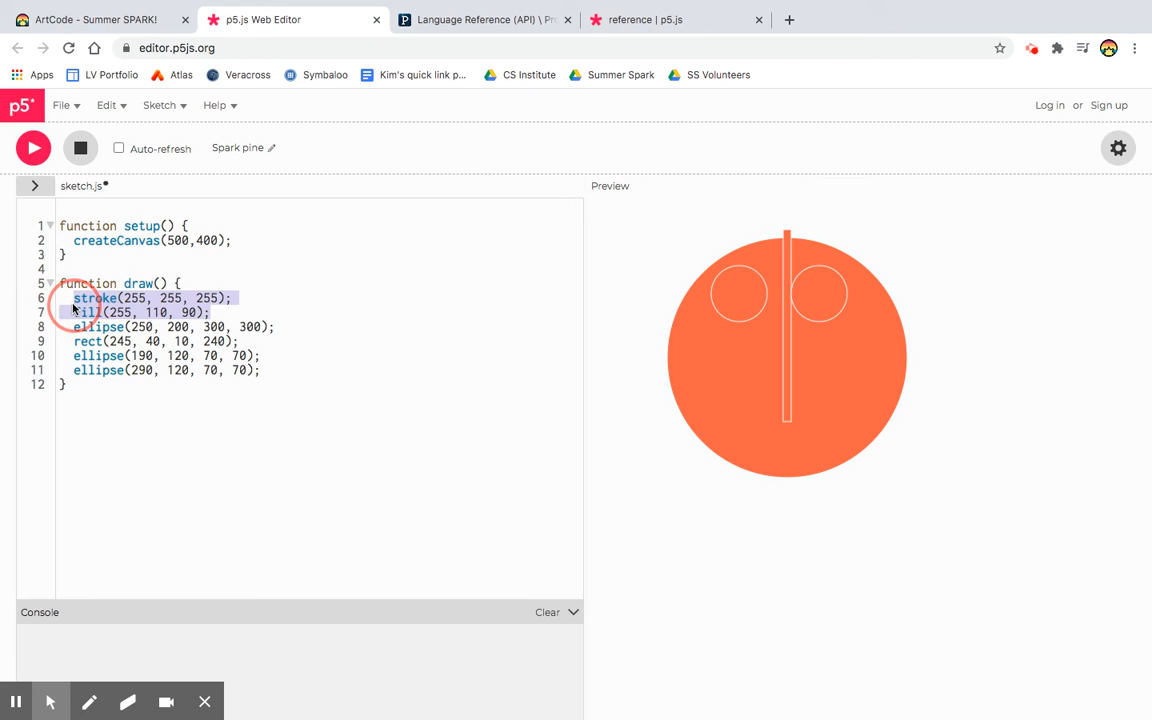 ArtCode - Summer SPARK!
p5.js Web Editor
Language Reference (API) \ Pr
reference | p5.js
editor.p5js.org
Apps
LV Portfolio
Atlas
Veracross
Symbaloo
Kim's quick link p...
CS Institute
Summer Spark
SS Volunteers
p5*
File
Edit
Sketch
Help
Log in or Sign up
Auto-refresh
Spark pine
sketch.js
Preview
1 function setup() {
2 createCanvas(500,400);
3 }
4
5 function draw() {
6 stroke(255, 255, 255);
7 fill(255, 110, 90);
8 ellipse(250, 200, 300, 300);
9 rect(245, 40, 10, 240);
10 ellipse(190, 120, 70, 70);
11 ellipse(290, 120, 70, 70);
12 }
Console
Clear